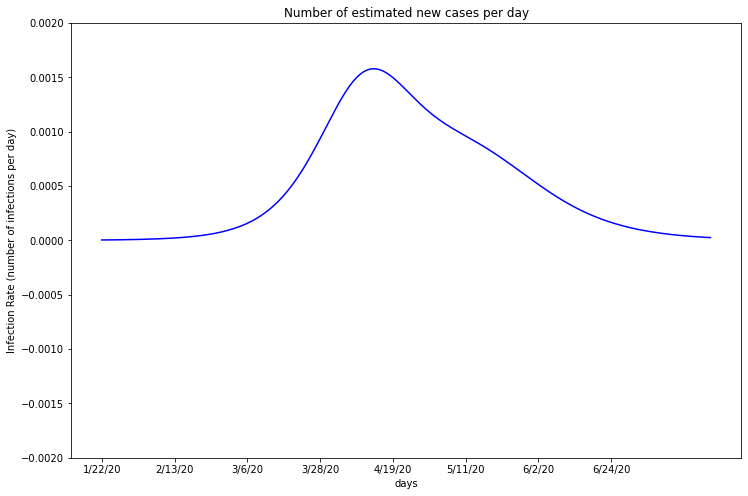 Number of estimated new cases per day
Infection Rate (number of infections per day)
0.0020
0.0015
0.0010
0.0005
0.0000
−0.0005
−0.0010
−0.0015
−0.0020
1/22/20 2/13/20 3/6/20 3/28/20 4/19/20 5/11/20 6/2/20 6/24/20
days